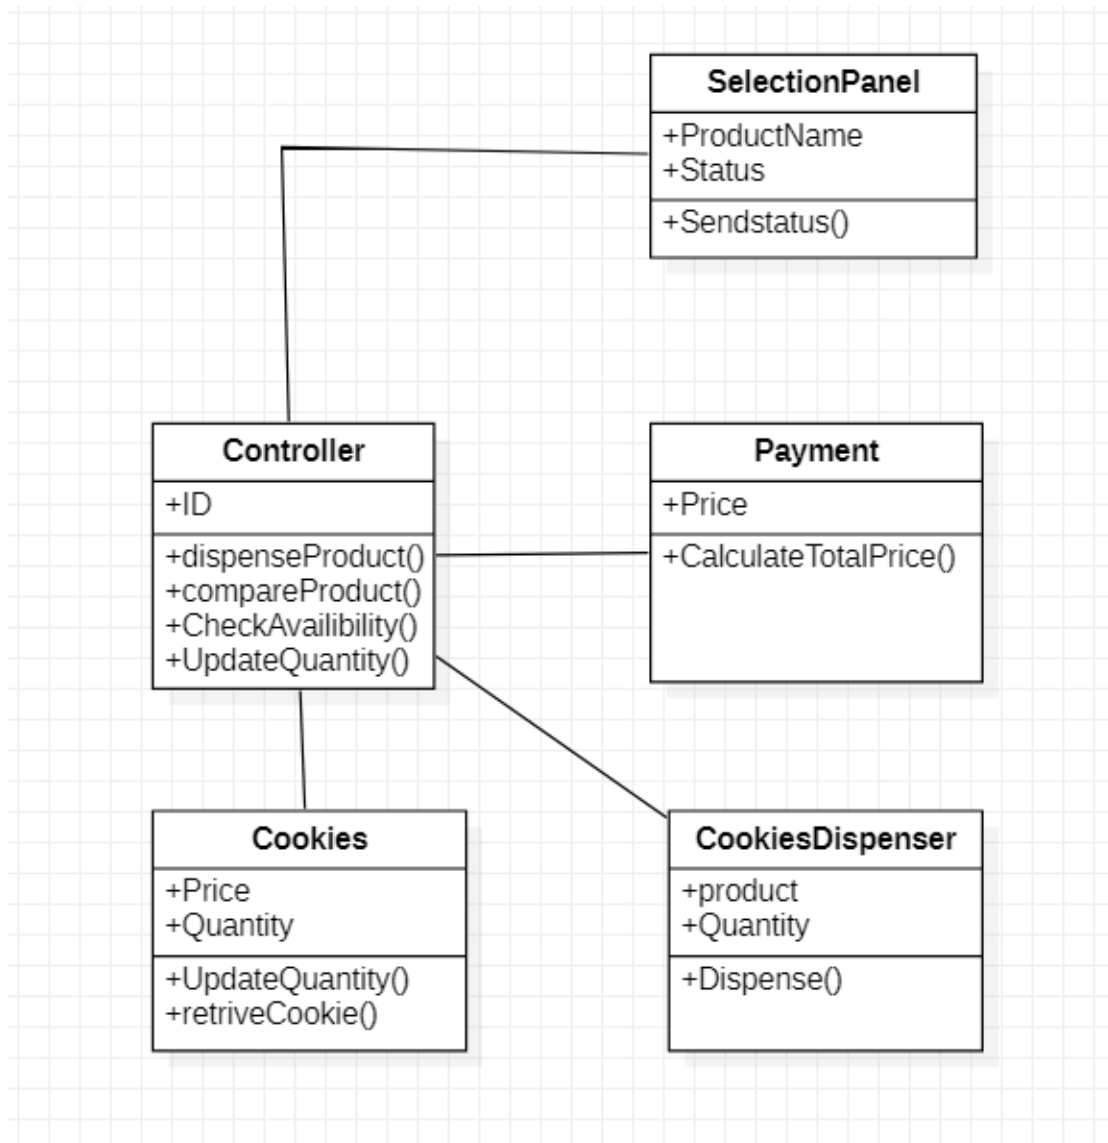 SelectionPanel
+ProductName
+Status
+Sendstatus()
Controller
+ID
+dispenseProduct()
+compareProduct()
+CheckAvailibility()
+UpdateQuantity()
Payment
+Price
+CalculateTotalPrice()
Cookies
+Price
+Quantity
+UpdateQuantity()
+retriveCookie()
CookiesDispenser
+product
+Quantity
+Dispense()